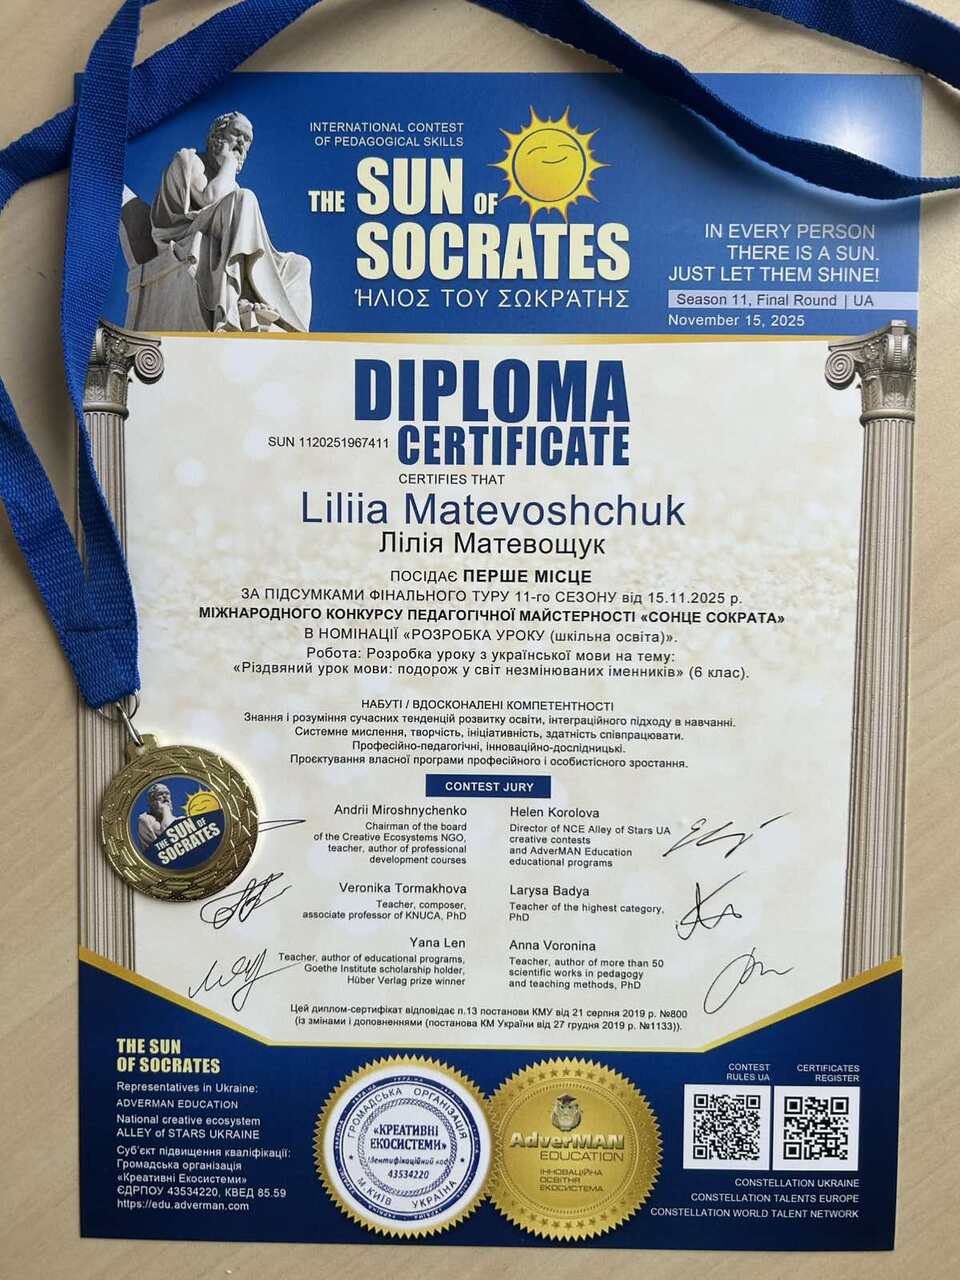 INTERNATIONAL CONTEST
OF PEDAGOGICAL SKILLS
THE SUN OF
SOCRATES
ΉΛΙΟΣ ΤΟΥ ΣΩΚΡΆΤΗΣ
IN EVERY PERSON
THERE IS A SUN.
JUST LET THEM SHINE!
Season 11, Final Round | UA
November 15, 2025
DIPLOMA
SUN 1120251967411 CERTIFICATE
CERTIFIES THAT
Liliia Matevoshchuk
Лілія Матевощук
ПОСІДАЄ ПЕРШЕ МІСЦЕ
ЗА ПІДСУМКАМИ ФІНАЛЬНОГО ТУРУ 11-го СЕЗОНУ від 15.11.2025 р.
МІЖНАРОДНОГО КОНКУРСУ ПЕДАГОГІЧНОЇ МАЙСТЕРНОСТІ «СОНЦЕ СОКРАТА»
В НОМІНАЦІЇ «РОЗРОБКА УРОКУ (шкільна освіта)».
Робота: Розробка уроку з української мови на тему:
«Різдвяний урок мови: подорож у світ незмінюваних іменників» (6 клас).
НАБУТІ / ВДОСКОНАЛЕНІ КОМПЕТЕНТНОСТІ
Знання і розуміння сучасних тенденцій розвитку освіти, інтеграційного підходу в навчанні.
Системне мислення, творчість, ініціативність, здатність співпрацювати.
Професійно-педагогічні, інноваційно-дослідницькі.
Проєктування власної програми професійного і особистісного зростання.
CONTEST JURY
Andrii Miroshnychenko
Chairman of the board
of the Creative Ecosystems NGO,
teacher, author of professional
development courses
Helen Korolova
Director of NCE Alley of Stars UA
creative contests
and AdverMAN Education
educational programs
Veronika Tormakhova
Teacher, composer,
associate professor of KNUCA, PhD
Larysa Badya
Teacher of the highest category,
PhD
Yana Len
Teacher, author of educational programs,
Goethe Institute scholarship holder,
Hüber Verlag prize winner
Anna Voronina
Teacher, author of more than 50
scientific works in pedagogy
and teaching methods, PhD
THE SUN OF
SOCRATES
Цей диплом-сертифікат відповідає п.13 постанови КМУ від 21 серпня 2019 р. №800
(із змінами і доповненнями (постанова КМ України від 27 грудня 2019 р. №1133)).
THE SUN
OF SOCRATES
Representatives in Ukraine:
ADVERMAN EDUCATION
National creative ecosystem
ALLEY of STARS UKRAINE
Суб'єкт підвищення кваліфікації:
Громадська організація
«Креативні Екосистеми»
ЄДРПОУ 43534220, КВЕД 85.59
https://edu.adverman.com
ГРОМАДСЬКА ОРГАНІЗАЦІЯ
«КРЕАТИВНІ
ЕКОСИСТЕМИ»
Ідентифікаційний код
43534220
М.КИЇВ УКРАЇНА
AdverMAN
EDUCATION
ІННОВАЦІЙНА
ОСВІТНЯ
ЕКОСИСТЕМА
CONTEST
RULES UA
CERTIFICATES
REGISTER
CONSTELLATION UKRAINE
CONSTELLATION TALENTS EUROPE
CONSTELLATION WORLD TALENT NETWORK